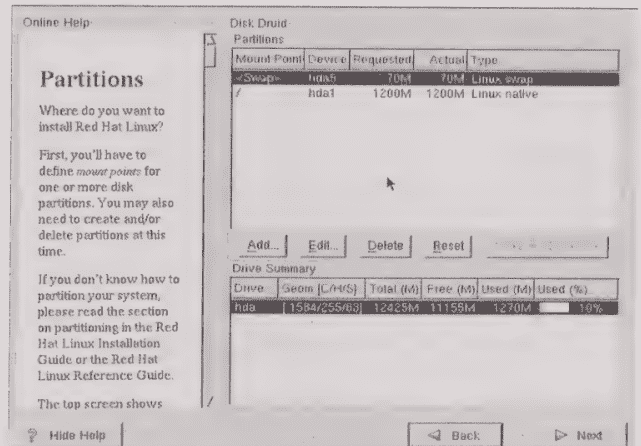 Online Help
Partitions
Where do you want to
install Red Hat Linux?
First, you'll have to
define mount points for
one or more disk
partitions. You may also
need to create and/or
delete partitions at this
time.
If you don't know how to
partition your system,
please read the section
on partitioning in the Red
Hat Linux Installation
Guide or the Red Hat
Linux Reference Guide.
The top screen shows
Disk Druid
Partitions
Mount Point Device Requested Actual Type
<Swap> hda5 70M 70M Linux swap
/ hda1 1200M 1200M Linux native
Add... Edit... Delete Reset
Drive Summary
Drive Geom [C/H/S] Total (M) Free (M) Used (M) Used (%)
hda [1584/255/63] 12425M 11155M 1270M 10%
? Hide Help Back Next